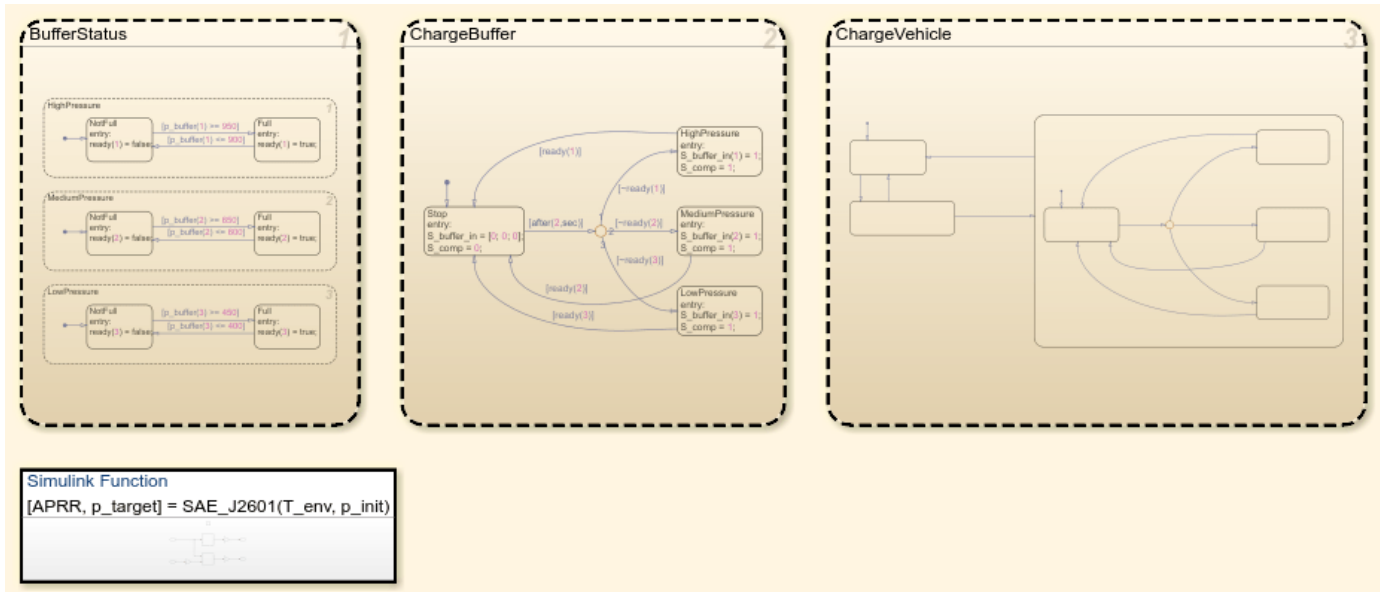 BufferStatus
1
HighPressure
1
NotFull
entry:
ready(1) = false;
[p_buffer(1) >= 950]
[p_buffer(1) <= 900]
Full
entry:
ready(1) = true;
MediumPressure
2
NotFull
entry:
ready(2) = false;
[p_buffer(2) >= 650]
[p_buffer(2) <= 600]
Full
entry:
ready(2) = true;
LowPressure
3
NotFull
entry:
ready(3) = false;
[p_buffer(3) >= 450]
[p_buffer(3) <= 400]
Full
entry:
ready(3) = true;
ChargeBuffer
2
Stop
entry:
S_buffer_in = [0; 0; 0];
S_comp = 0;
[after(2,sec)]
[ready(1)]
[~ready(1)]
2
[~ready(2)]
3
[~ready(3)]
[ready(2)]
[ready(3)]
HighPressure
entry:
S_buffer_in(1) = 1;
S_comp = 1;
MediumPressure
entry:
S_buffer_in(2) = 1;
S_comp = 1;
LowPressure
entry:
S_buffer_in(3) = 1;
S_comp = 1;
ChargeVehicle
3
Simulink Function
[APRR, p_target] = SAE_J2601(T_env, p_init)